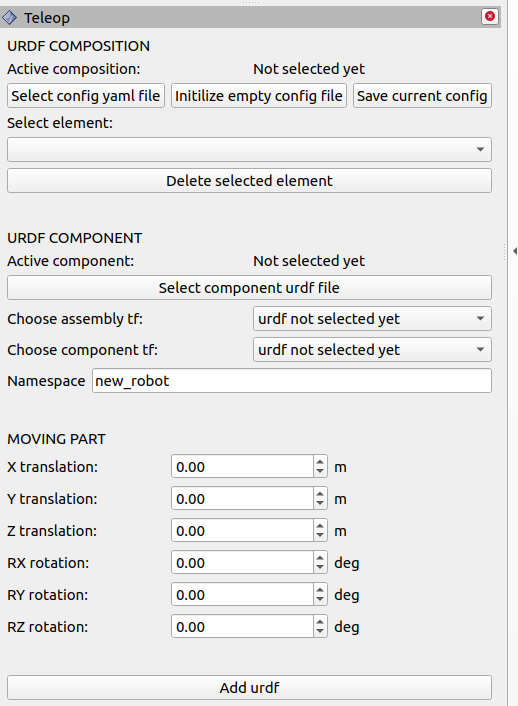 Teleop
URDF COMPOSITION
Active composition: Not selected yet
Select config yaml file Initilize empty config file Save current config
Select element:
Delete selected element
URDF COMPONENT
Active component: Not selected yet
Select component urdf file
Choose assembly tf: urdf not selected yet
Choose component tf: urdf not selected yet
Namespace new_robot
MOVING PART
X translation: 0.00 m
Y translation: 0.00 m
Z translation: 0.00 m
RX rotation: 0.00 deg
RY rotation: 0.00 deg
RZ rotation: 0.00 deg
Add urdf